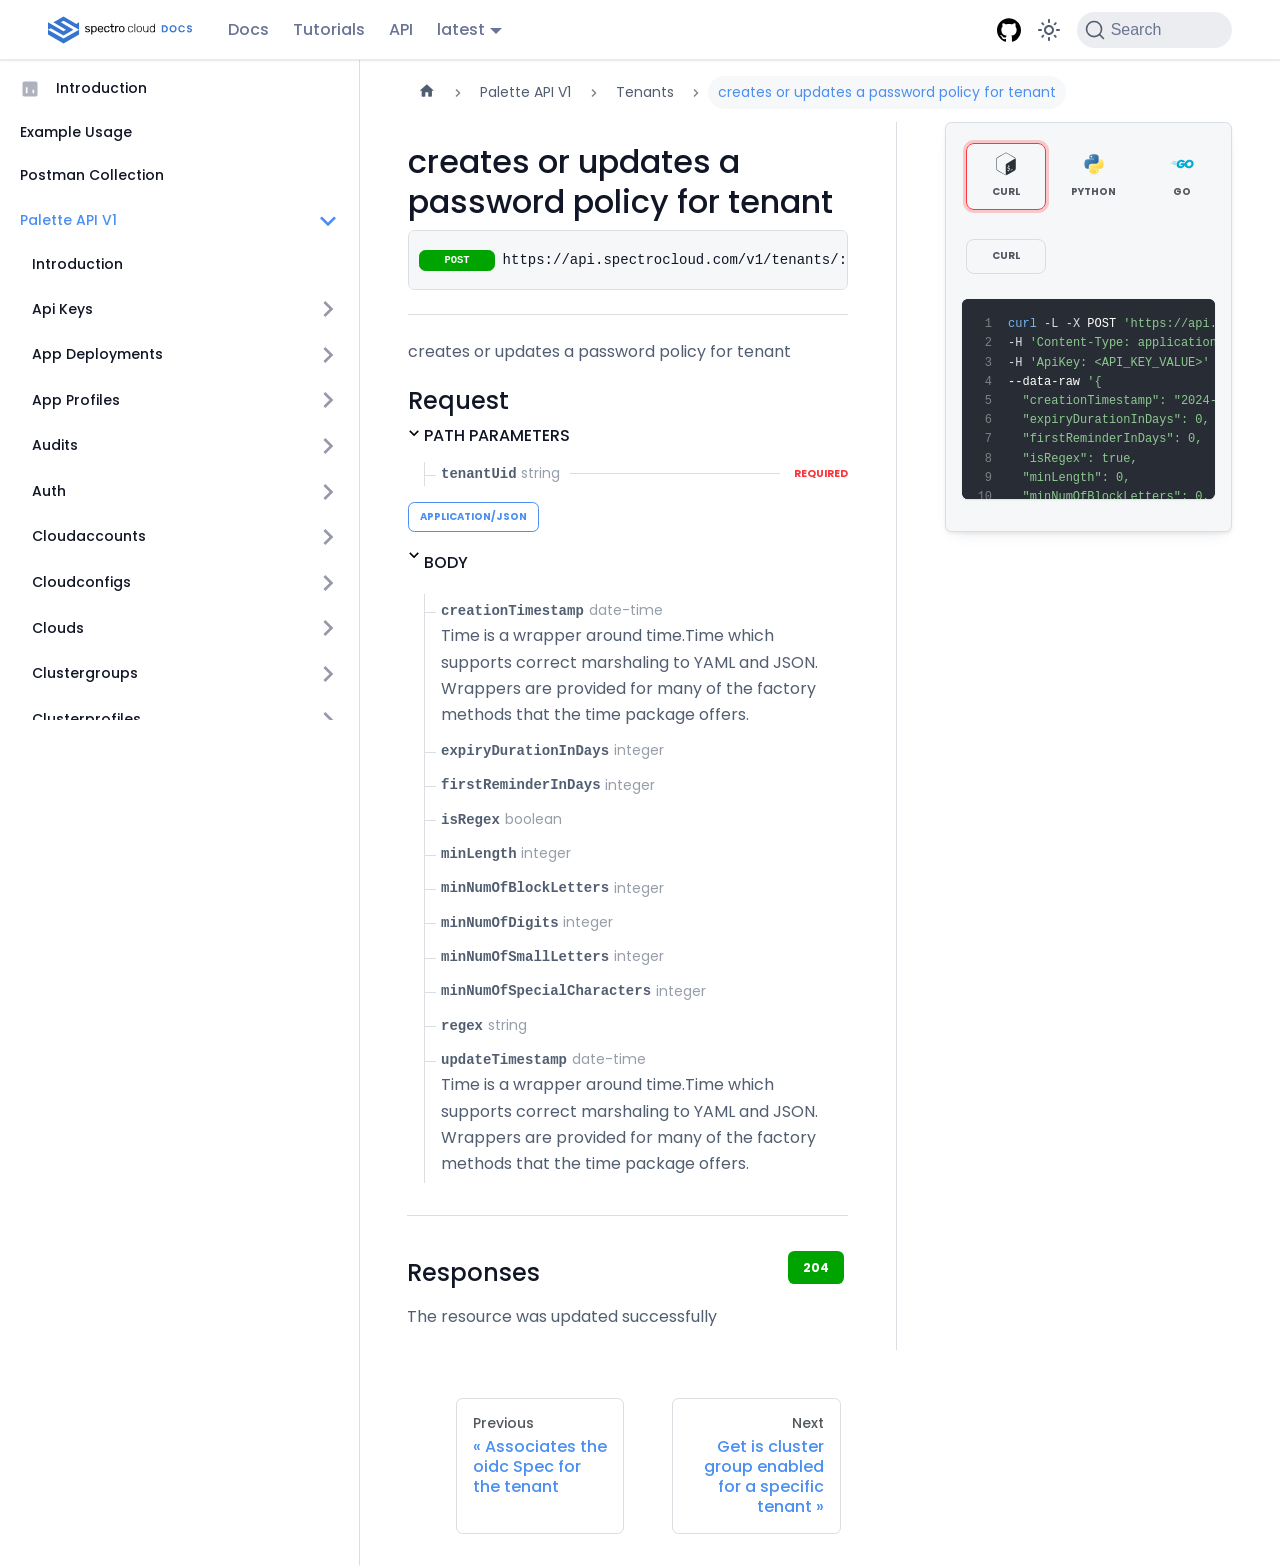 spectro cloud DOCS
Docs
Tutorials
API
latest
Search
Introduction
Example Usage
Postman Collection
Palette API V1
Introduction
Api Keys
App Deployments
App Profiles
Audits
Auth
Cloudaccounts
Cloudconfigs
Clouds
Clustergroups
Clusterprofiles
Palette API V1
Tenants
creates or updates a password policy for tenant
creates or updates a
password policy for tenant
POST https://api.spectrocloud.com/v1/tenants/:
creates or updates a password policy for tenant
Request
PATH PARAMETERS
tenantUid string REQUIRED
APPLICATION/JSON
BODY
creationTimestamp date-time
Time is a wrapper around time.Time which
supports correct marshaling to YAML and JSON.
Wrappers are provided for many of the factory
methods that the time package offers.
expiryDurationInDays integer
firstReminderInDays integer
isRegex boolean
minLength integer
minNumOfBlockLetters integer
minNumOfDigits integer
minNumOfSmallLetters integer
minNumOfSpecialCharacters integer
regex string
updateTimestamp date-time
Time is a wrapper around time.Time which
supports correct marshaling to YAML and JSON.
Wrappers are provided for many of the factory
methods that the time package offers.
Responses
204
The resource was updated successfully
Previous
« Associates the
oidc Spec for
the tenant
Next
Get is cluster
group enabled
for a specific
tenant »
CURL
PYTHON
GO
CURL
1 curl -L -X POST 'https://api.
2 -H 'Content-Type: application
3 -H 'ApiKey: <API_KEY_VALUE>'
4 --data-raw '{
5 "creationTimestamp": "2024-
6 "expiryDurationInDays": 0,
7 "firstReminderInDays": 0,
8 "isRegex": true,
9 "minLength": 0,
10 "minNumOfBlockLetters": 0,